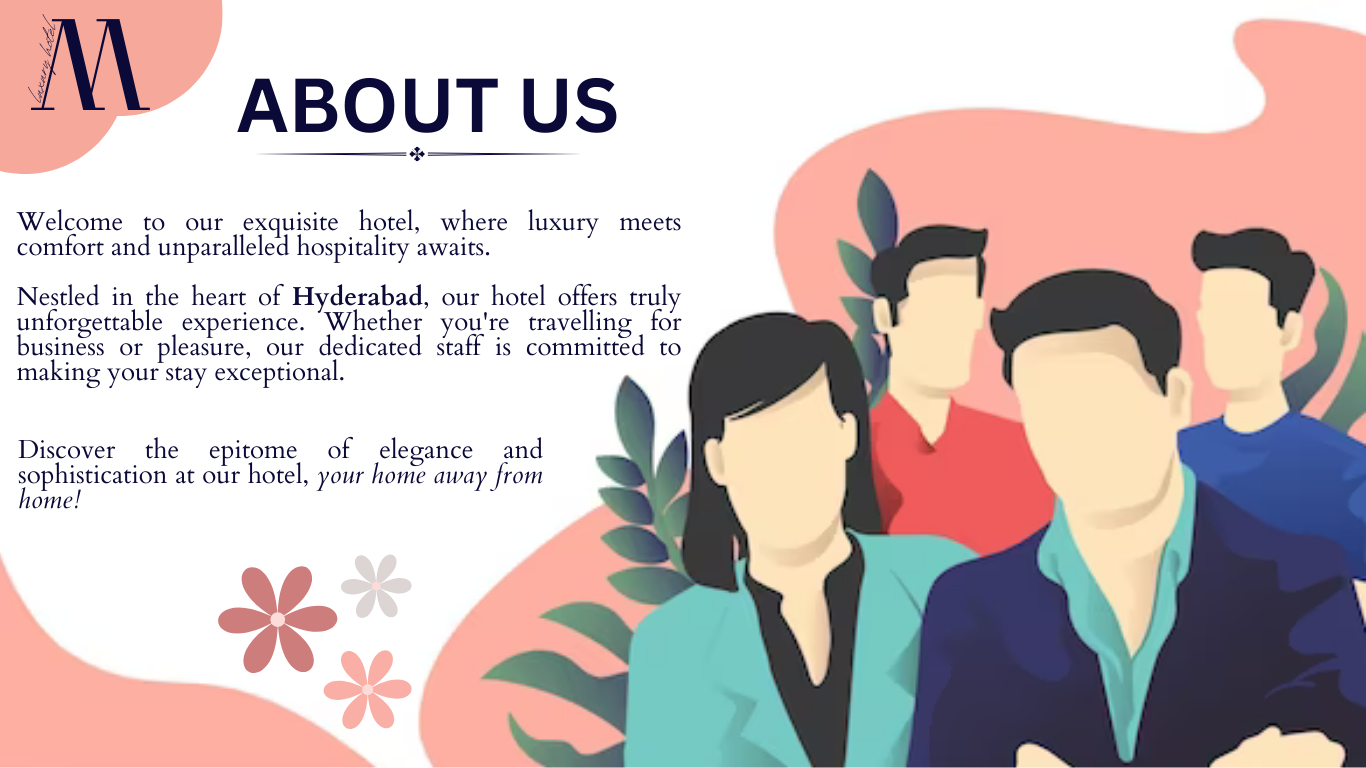 luxury hotel
M
ABOUT US
Welcome to our exquisite hotel, where luxury meets
comfort and unparalleled hospitality awaits.
Nestled in the heart of Hyderabad, our hotel offers truly
unforgettable experience. Whether you're travelling for
business or pleasure, our dedicated staff is committed to
making your stay exceptional.
Discover the epitome of elegance and
sophistication at our hotel, your home away from
home!